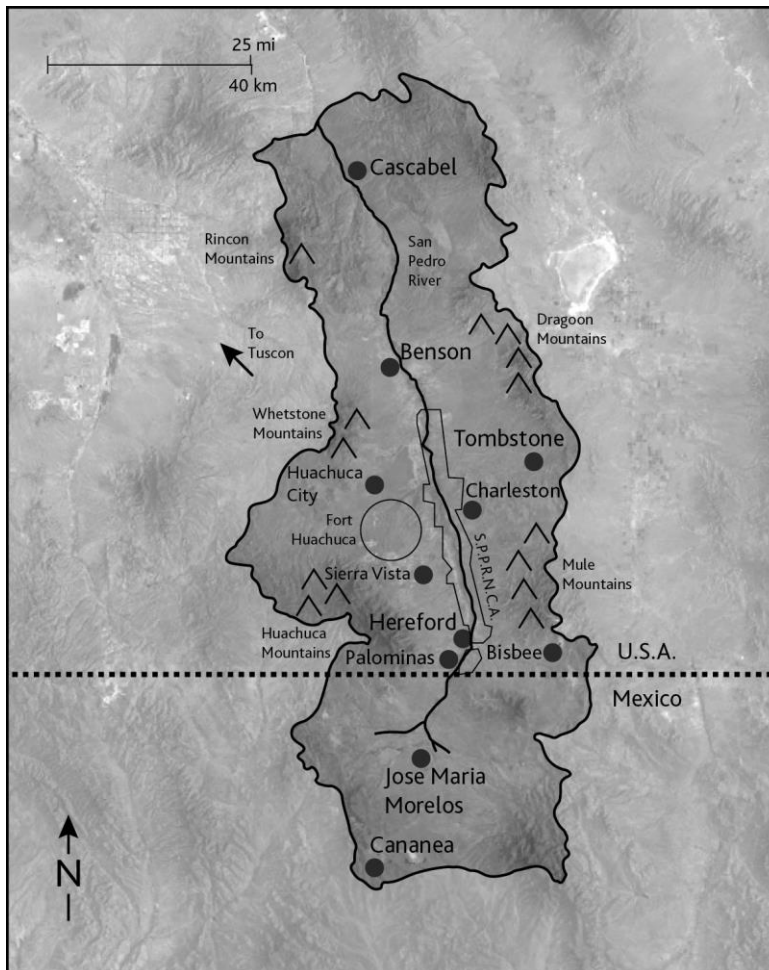 25 mi
40 km
Cascabel
Rincon
Mountains
San
Pedro
River
To
Tuscon
Dragoon
Mountains
Benson
Whetstone
Mountains
Tombstone
Huachuca
City
Charleston
Fort
Huachuca
S.P.P.R.N.C.A.
Sierra Vista
Mule
Mountains
Huachuca
Mountains
Hereford
Palominas
Bisbee
U.S.A.
Mexico
Jose Maria
Morelos
Cananea
N